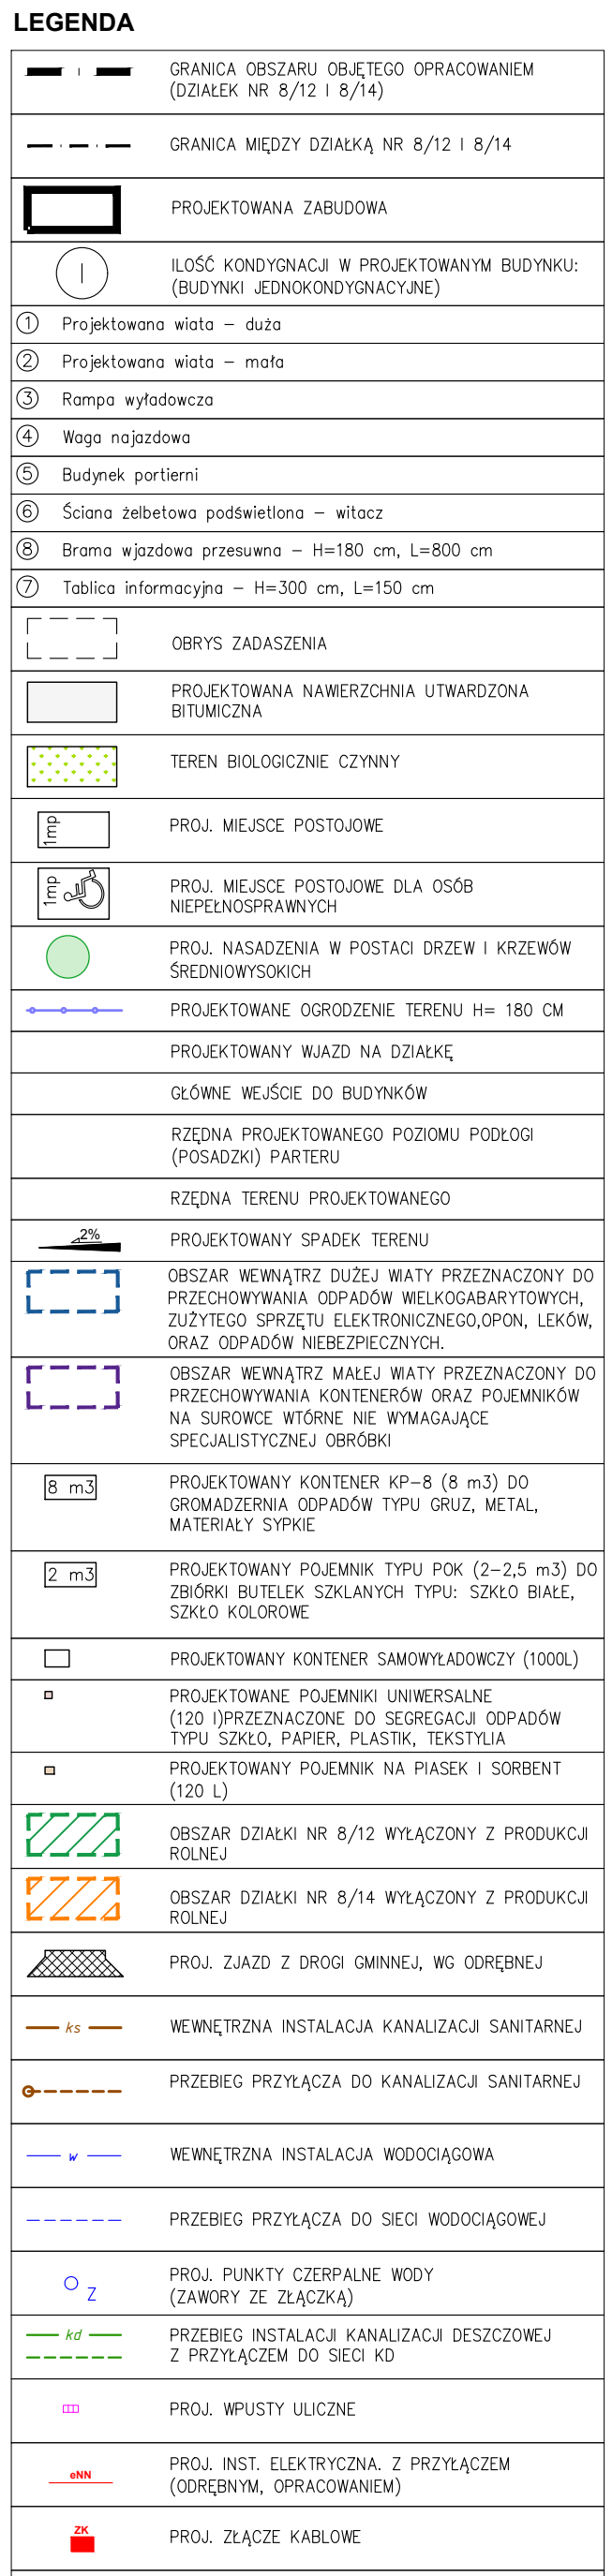 LEGENDA
GRANICA OBSZARU OBJĘTEGO OPRACOWANIEM
(DZIAŁEK NR 8/12 I 8/14)
GRANICA MIĘDZY DZIAŁKĄ NR 8/12 I 8/14
PROJEKTOWANA ZABUDOWA
I
ILOŚĆ KONDYGNACJI W PROJEKTOWANYM BUDYNKU:
(BUDYNKI JEDNOKONDYGNACYJNE)
1 Projektowana wiata – duża
2 Projektowana wiata – mała
3 Rampa wyładowcza
4 Waga najazdowa
5 Budynek portierni
6 Ściana żelbetowa podświetlona – witacz
8 Brama wjazdowa przesuwna – H=180 cm, L=800 cm
7 Tablica informacyjna – H=300 cm, L=150 cm
OBRYS ZADASZENIA
PROJEKTOWANA NAWIERZCHNIA UTWARDZONA
BITUMICZNA
TEREN BIOLOGICZNIE CZYNNY
1mp
PROJ. MIEJSCE POSTOJOWE
1mp
PROJ. MIEJSCE POSTOJOWE DLA OSÓB
NIEPEŁNOSPRAWNYCH
PROJ. NASADZENIA W POSTACI DRZEW I KRZEWÓW
ŚREDNIOWYSOKICH
PROJEKTOWANE OGRODZENIE TERENU H= 180 CM
PROJEKTOWANY WJAZD NA DZIAŁKĘ
GŁÓWNE WEJŚCIE DO BUDYNKÓW
RZĘDNA PROJEKTOWANEGO POZIOMU PODŁOGI
(POSADZKI) PARTERU
RZĘDNA TERENU PROJEKTOWANEGO
2%
PROJEKTOWANY SPADEK TERENU
OBSZAR WEWNĄTRZ DUŻEJ WIATY PRZEZNACZONY DO
PRZECHOWYWANIA ODPADÓW WIELKOGABARYTOWYCH,
ZUŻYTEGO SPRZĘTU ELEKTRONICZNEGO,OPON, LEKÓW,
ORAZ ODPADÓW NIEBEZPIECZNYCH.
OBSZAR WEWNĄTRZ MAŁEJ WIATY PRZEZNACZONY DO
PRZECHOWYWANIA KONTENERÓW ORAZ POJEMNIKÓW
NA SUROWCE WTÓRNE NIE WYMAGAJĄCE
SPECJALISTYCZNEJ OBRÓBKI
8 m3
PROJEKTOWANY KONTENER KP–8 (8 m3) DO
GROMADZERNIA ODPADÓW TYPU GRUZ, METAL,
MATERIAŁY SYPKIE
2 m3
PROJEKTOWANY POJEMNIK TYPU POK (2–2,5 m3) DO
ZBIÓRKI BUTELEK SZKLANYCH TYPU: SZKŁO BIAŁE,
SZKŁO KOLOROWE
PROJEKTOWANY KONTENER SAMOWYŁADOWCZY (1000L)
PROJEKTOWANE POJEMNIKI UNIWERSALNE
(120 l)PRZEZNACZONE DO SEGREGACJI ODPADÓW
TYPU SZKŁO, PAPIER, PLASTIK, TEKSTYLIA
PROJEKTOWANY POJEMNIK NA PIASEK I SORBENT
(120 L)
OBSZAR DZIAŁKI NR 8/12 WYŁĄCZONY Z PRODUKCJI
ROLNEJ
OBSZAR DZIAŁKI NR 8/14 WYŁĄCZONY Z PRODUKCJI
ROLNEJ
PROJ. ZJAZD Z DROGI GMINNEJ, WG ODRĘBNEJ
ks
WEWNĘTRZNA INSTALACJA KANALIZACJI SANITARNEJ
PRZEBIEG PRZYŁĄCZA DO KANALIZACJI SANITARNEJ
w
WEWNĘTRZNA INSTALACJA WODOCIĄGOWA
PRZEBIEG PRZYŁĄCZA DO SIECI WODOCIĄGOWEJ
Z
PROJ. PUNKTY CZERPALNE WODY
(ZAWORY ZE ZŁĄCZKĄ)
kd
PRZEBIEG INSTALACJI KANALIZACJI DESZCZOWEJ
Z PRZYŁĄCZEM DO SIECI KD
PROJ. WPUSTY ULICZNE
eNN
PROJ. INST. ELEKTRYCZNA. Z PRZYŁĄCZEM
(ODRĘBNYM, OPRACOWANIEM)
ZK
PROJ. ZŁĄCZE KABLOWE